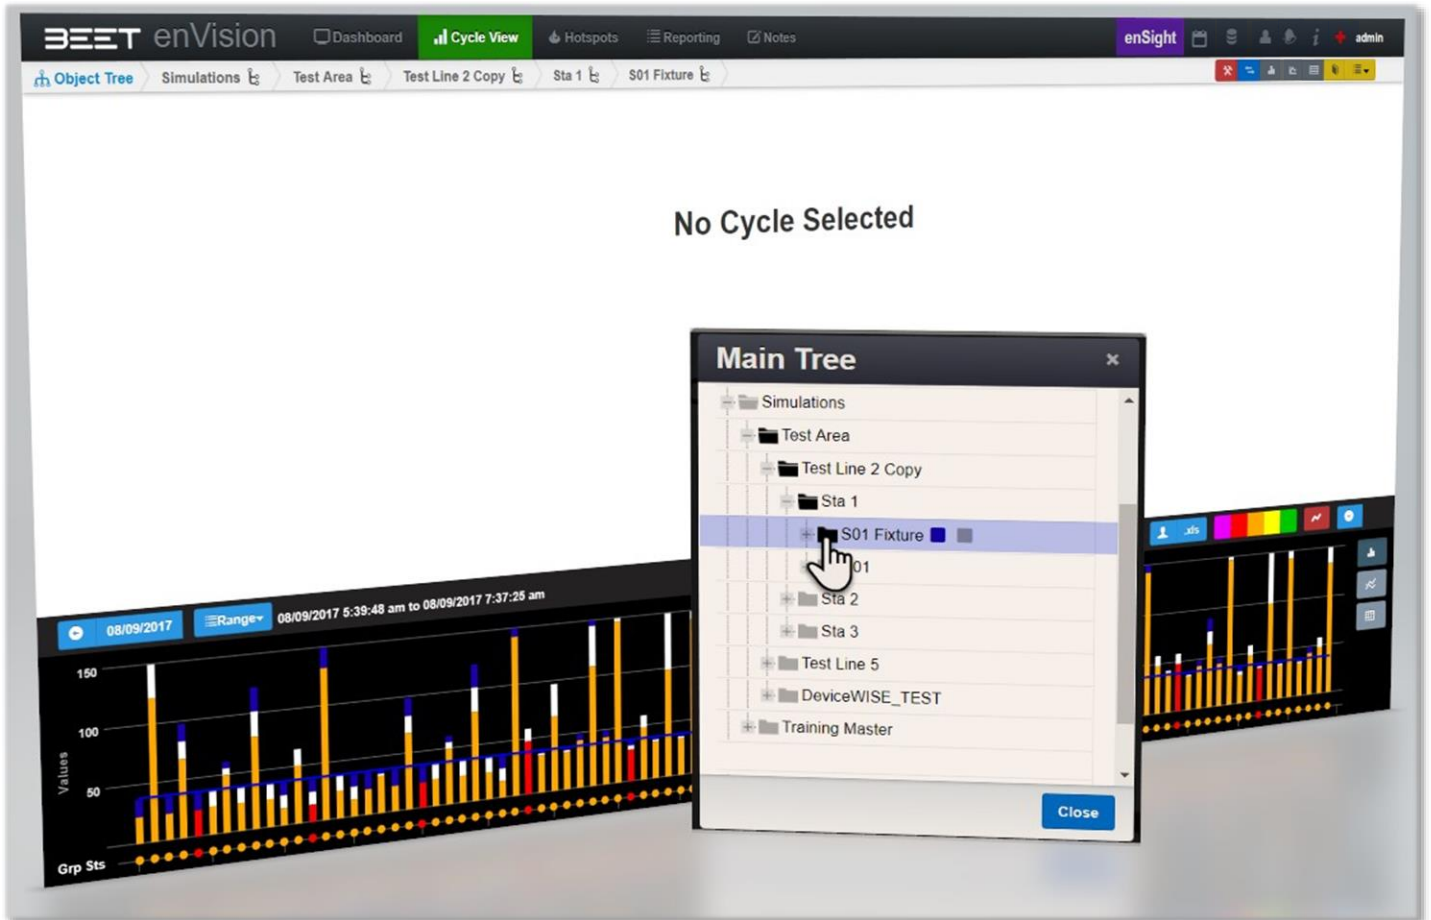 BEET enVision Dashboard Cycle View Hotspots Reporting Notes enSight admin
Object Tree Simulations Test Area Test Line 2 Copy Sta 1 S01 Fixture
No Cycle Selected
Main Tree ×
Simulations
Test Area
Test Line 2 Copy
Sta 1
S01 Fixture
01
Sta 2
Sta 3
Test Line 5
DeviceWISE_TEST
Training Master
Close
.xls
08/09/2017 Range 08/09/2017 5:39:48 am to 08/09/2017 7:37:25 am
150
100
50
Values
Grp Sts